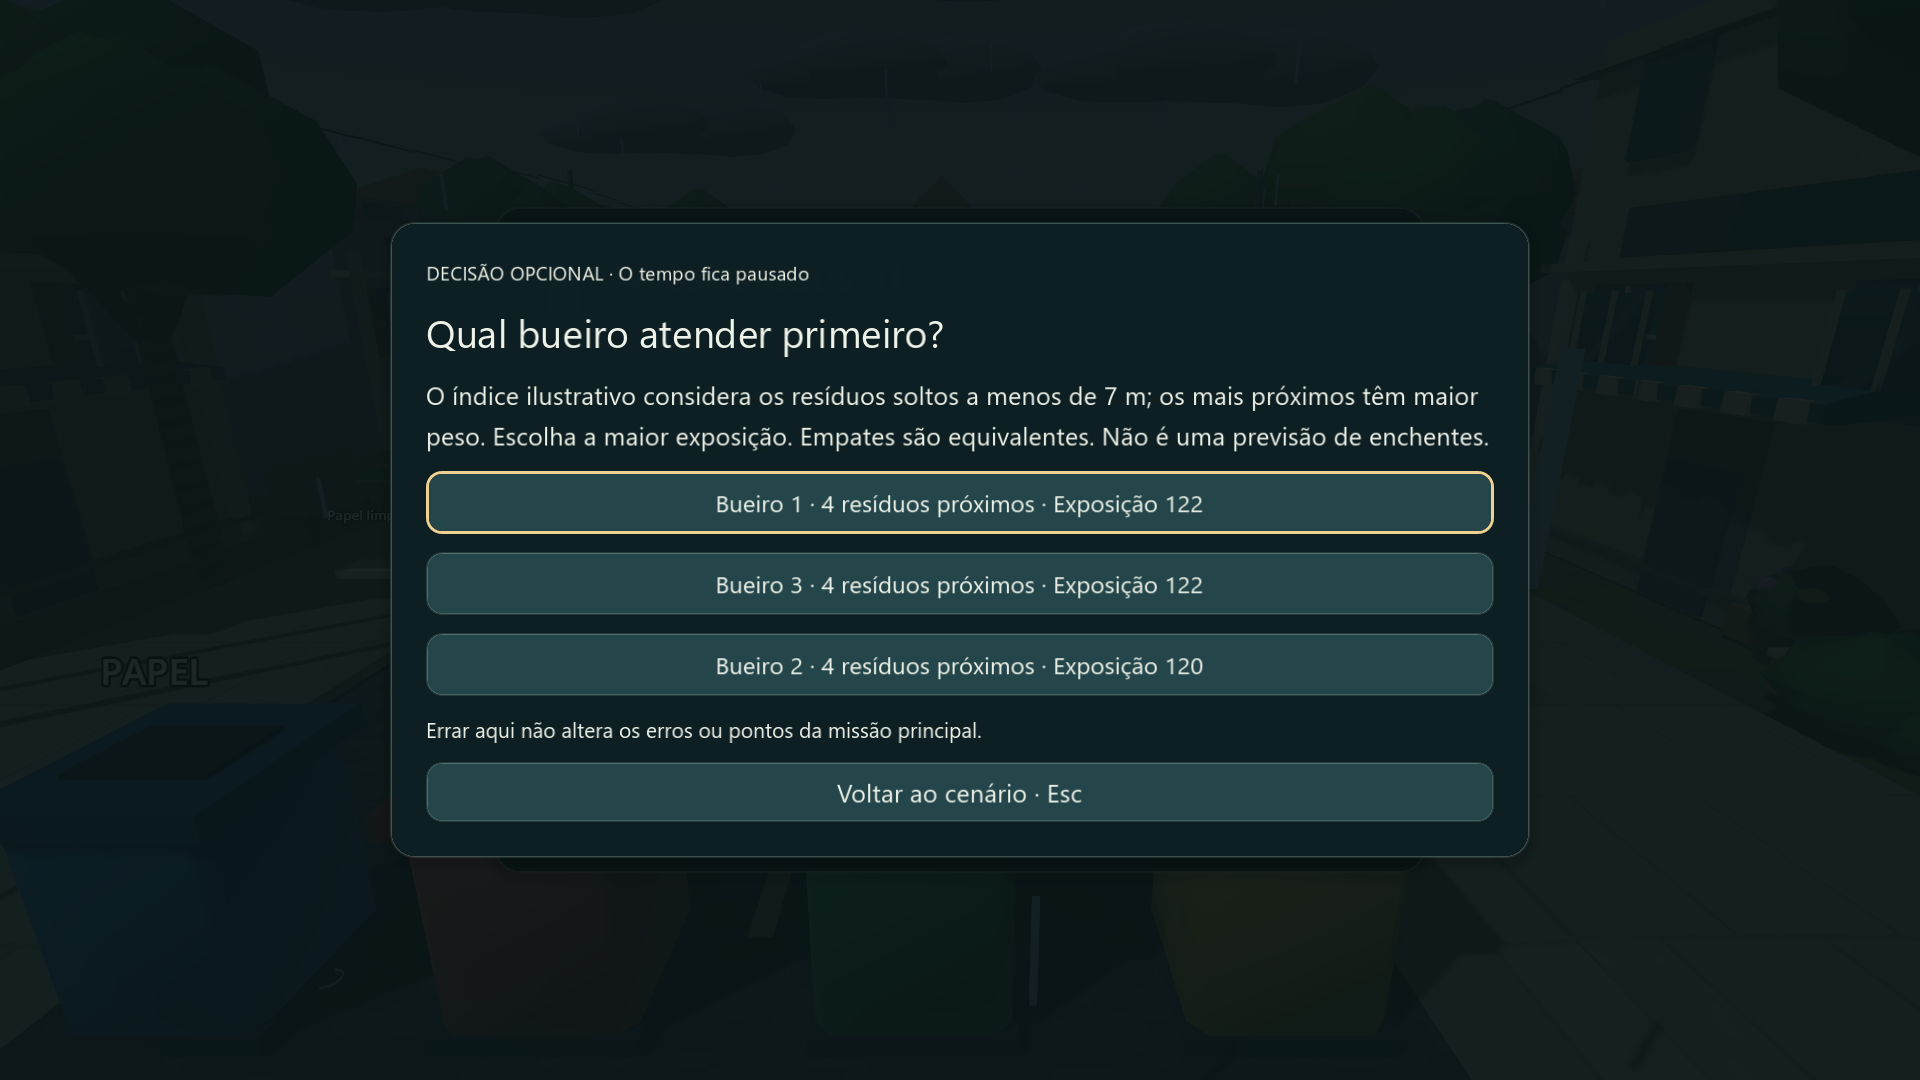 DECISÃO OPCIONAL · O tempo fica pausado
Qual bueiro atender primeiro?
O índice ilustrativo considera os resíduos soltos a menos de 7 m; os mais próximos têm maior
peso. Escolha a maior exposição. Empates são equivalentes. Não é uma previsão de enchentes.
Bueiro 1 · 4 resíduos próximos · Exposição 122
Papel
Bueiro 3 · 4 resíduos próximos · Exposição 122
Bueiro 2 · 4 resíduos próximos · Exposição 120
PAPEL
Errar aqui não altera os erros ou pontos da missão principal.
Voltar ao cenário · Esc